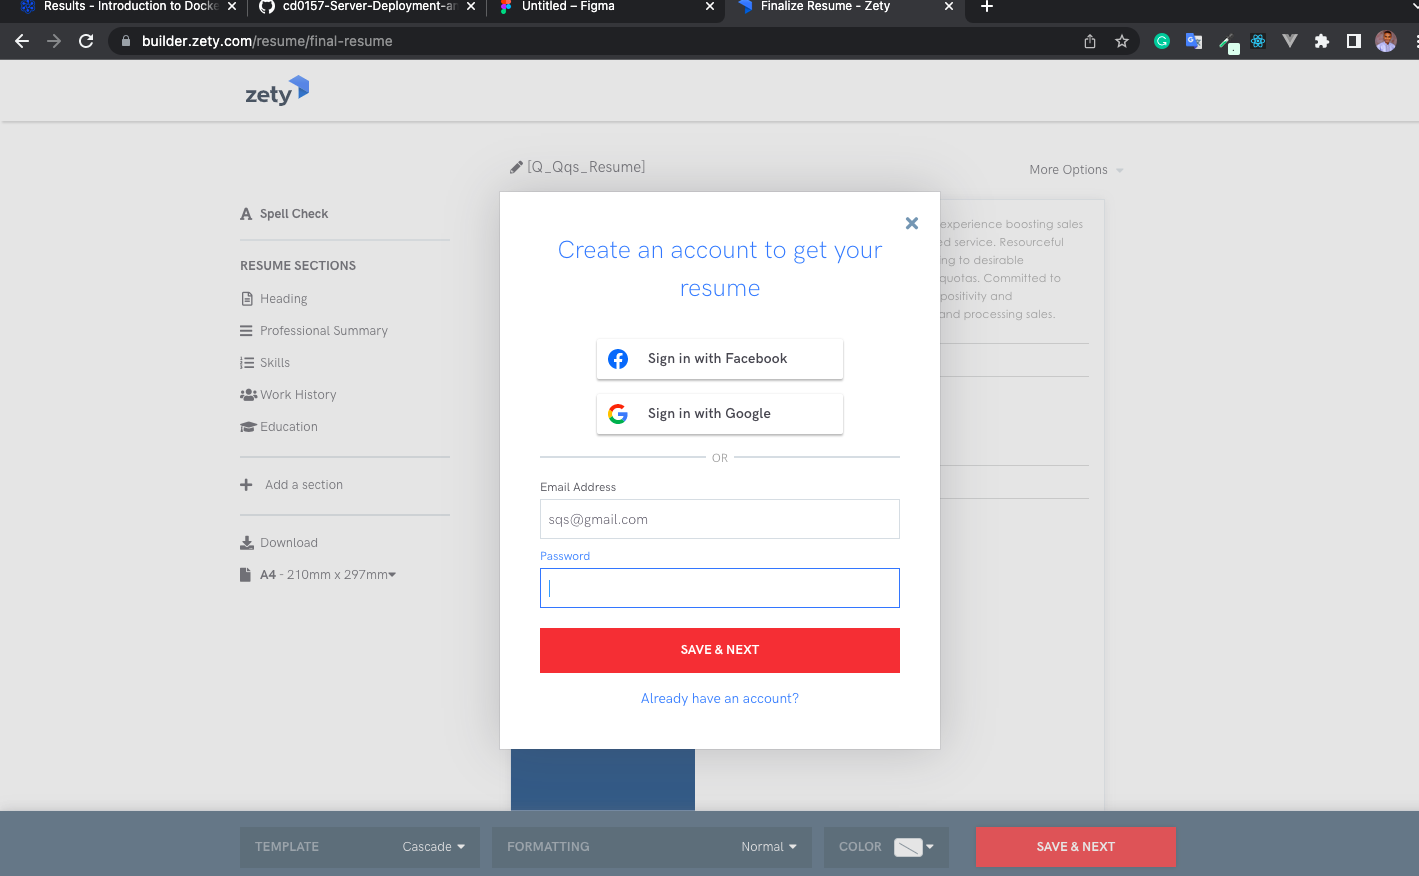 Results - Introduction to Docke
cd0157-Server-Deployment-an
Untitled – Figma
Finalize Resume - Zety
builder.zety.com/resume/final-resume
zety
[Q_Qqs_Resume]
More Options
Spell Check
RESUME SECTIONS
Heading
Professional Summary
Skills
Work History
Education
Add a section
Download
A4 - 210mm x 297mm
experience boosting sales
d service. Resourceful
ng to desirable
quotas. Committed to
positivity and
and processing sales.
Create an account to get your
resume
Sign in with Facebook
Sign in with Google
OR
Email Address
sqs@gmail.com
Password
SAVE & NEXT
Already have an account?
TEMPLATE
Cascade
FORMATTING
Normal
COLOR
SAVE & NEXT